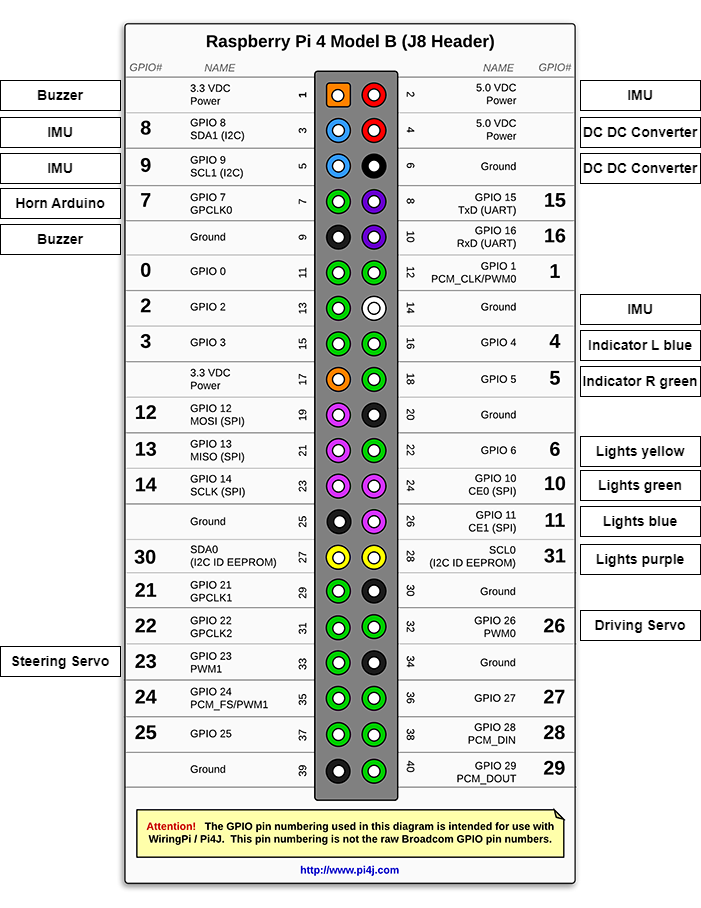 Raspberry Pi 4 Model B (J8 Header)
GPIO# NAME NAME GPIO#
Buzzer 3.3 VDC
Power 1 2 5.0 VDC
Power IMU
IMU 8 GPIO 8
SDA1 (I2C) 3 4 5.0 VDC
Power DC DC Converter
IMU 9 GPIO 9
SCL1 (I2C) 5 6 Ground DC DC Converter
Horn Arduino 7 GPIO 7
GPCLK0 7 8 GPIO 15
TxD (UART) 15
Buzzer Ground 9 10 GPIO 16
RxD (UART) 16
0 GPIO 0 11 12 GPIO 1
PCM_CLK/PWM0 1
2 GPIO 2 13 14 Ground IMU
3 GPIO 3 15 16 GPIO 4 4 Indicator L blue
3.3 VDC
Power 17 18 GPIO 5 5 Indicator R green
12 GPIO 12
MOSI (SPI) 19 20 Ground
13 GPIO 13
MISO (SPI) 21 22 GPIO 6 6 Lights yellow
14 GPIO 14
SCLK (SPI) 23 24 GPIO 10
CE0 (SPI) 10 Lights green
Ground 25 26 GPIO 11
CE1 (SPI) 11 Lights blue
30 SDA0
(I2C ID EEPROM) 27 28 SCL0
(I2C ID EEPROM) 31 Lights purple
21 GPIO 21
GPCLK1 29 30 Ground
22 GPIO 22
GPCLK2 31 32 GPIO 26
PWM0 26 Driving Servo
Steering Servo 23 GPIO 23
PWM1 33 34 Ground
24 GPIO 24
PCM_FS/PWM1 35 36 GPIO 27 27
25 GPIO 25 37 38 GPIO 28
PCM_DIN 28
Ground 39 40 GPIO 29
PCM_DOUT 29
Attention! The GPIO pin numbering used in this diagram is intended for use with
WiringPi / Pi4J. This pin numbering is not the raw Broadcom GPIO pin numbers.
http://www.pi4j.com